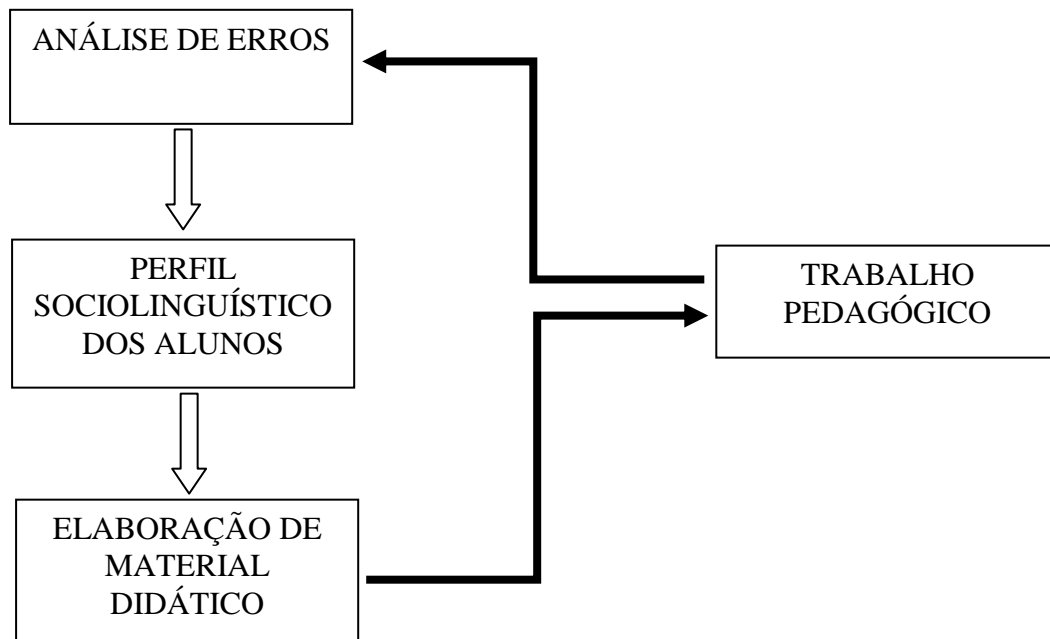 ANÁLISE DE ERROS
PERFIL
SOCIOLINGUÍSTICO
DOS ALUNOS
ELABORAÇÃO DE
MATERIAL
DIDÁTICO
TRABALHO
PEDAGÓGICO